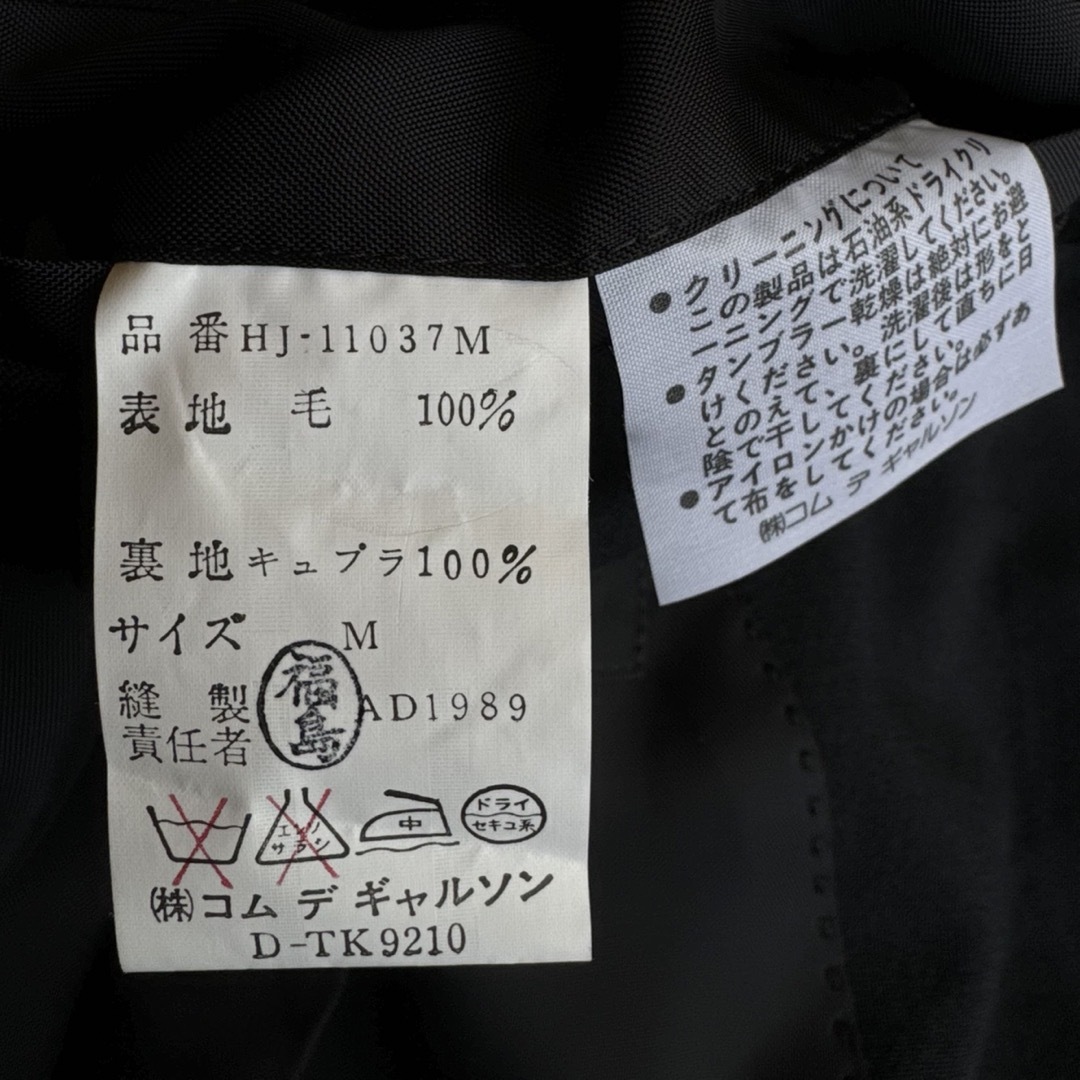 品番 HJ-11037M
表地 毛 100%
裏地 キュプラ100%
サイズ M
縫製 AD1989
責任者
福島
エンソ
サラシ
中
ドライ
セキユ系
㈱コム デ ギャルソン
D-TK9210
● クリーニングについて
この製品は石油系ドライクリ
ーニングで洗濯してください。
● タンブラー乾燥は絶対にお避
けください。洗濯後は形をと
とのえて、裏にして直ちに日
陰で干してください。
● アイロンかけの場合は必ずあ
て布をしてください。
㈱コム デ ギャルソン